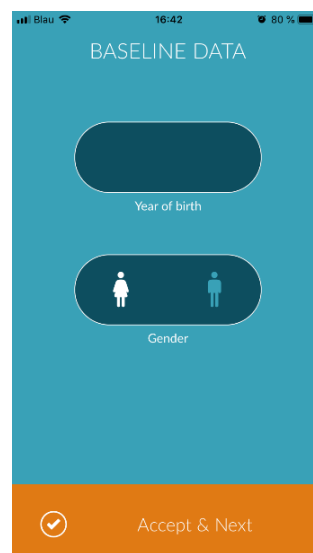 Blau 16:42 80 %
BASELINE DATA
Year of birth
Gender
Accept & Next